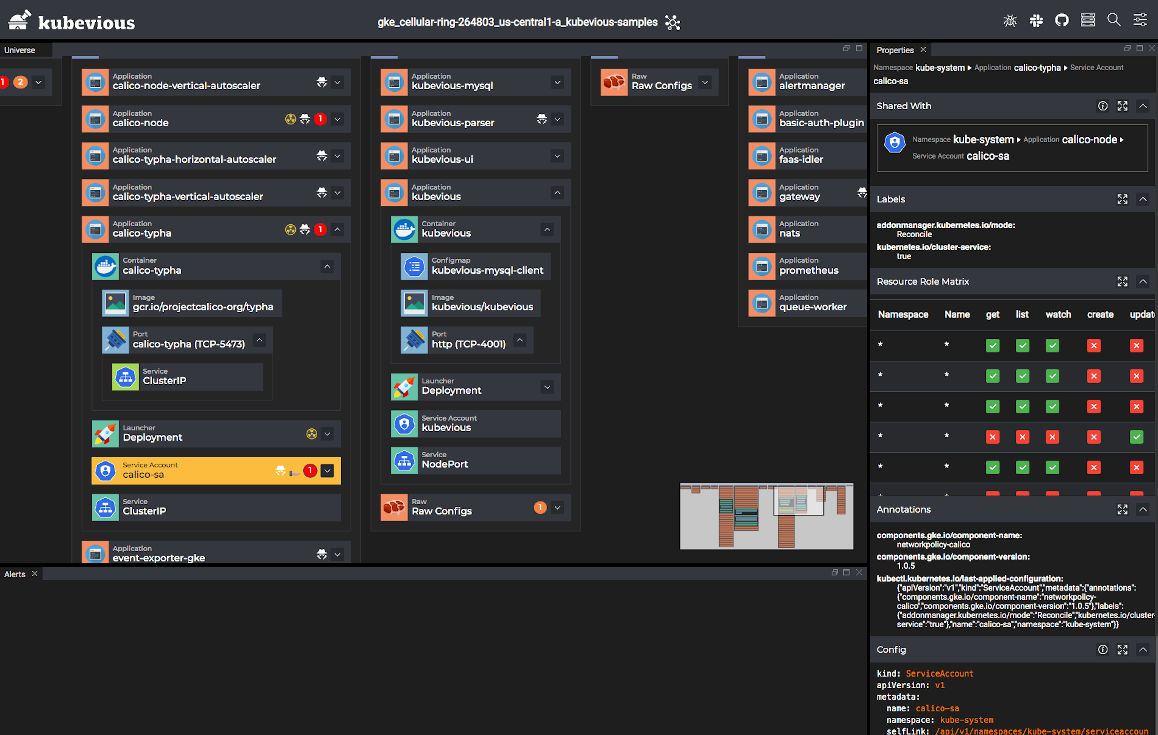 kubevious
gke_cellular-ring-264803_us-central1-a_kubevious-samples
Universe
1 2
Application
calico-node-vertical-autoscaler
Application
calico-node
1
Application
calico-typha-horizontal-autoscaler
Application
calico-typha-vertical-autoscaler
Application
calico-typha
1
Container
calico-typha
Image
gcr.io/projectcalico-org/typha
Port
calico-typha (TCP-5473)
Service
ClusterIP
Launcher
Deployment
Service Account
calico-sa
1
Service
ClusterIP
Application
event-exporter-gke
Application
kubevious-mysql
Application
kubevious-parser
Application
kubevious-ui
Application
kubevious
Container
kubevious
Configmap
kubevious-mysql-client
Image
kubevious/kubevious
Port
http (TCP-4001)
Launcher
Deployment
Service Account
kubevious
Service
NodePort
Raw
Raw Configs
1
Raw
Raw Configs
Application
alertmanager
Application
basic-auth-plugin
Application
faas-idler
Application
gateway
Application
nats
Application
prometheus
Application
queue-worker
Alerts
Properties
Namespace kube-system Application calico-typha Service Account
calico-sa
Shared With
Namespace kube-system Application calico-node
Service Account calico-sa
Labels
addonmanager.kubernetes.io/mode:
Reconcile
kubernetes.io/cluster-service:
true
Resource Role Matrix
Namespace Name get list watch create update
* *
* *
* *
* *
* *
Annotations
components.gke.io/component-name:
networkpolicy-calico
components.gke.io/component-version:
1.0.5
kubectl.kubernetes.io/last-applied-configuration:
{"apiVersion":"v1","kind":"ServiceAccount","metadata":{"annotations":
{"components.gke.io/component-name":"networkpolicy-
calico","components.gke.io/component-version":"1.0.5"},"labels":
{"addonmanager.kubernetes.io/mode":"Reconcile","kubernetes.io/cluster-
service":"true"},"name":"calico-sa","namespace":"kube-system"}}
Config
kind: ServiceAccount
apiVersion: v1
metadata:
name: calico-sa
namespace: kube-system
selfLink: /api/v1/namespaces/kube-system/serviceaccoun